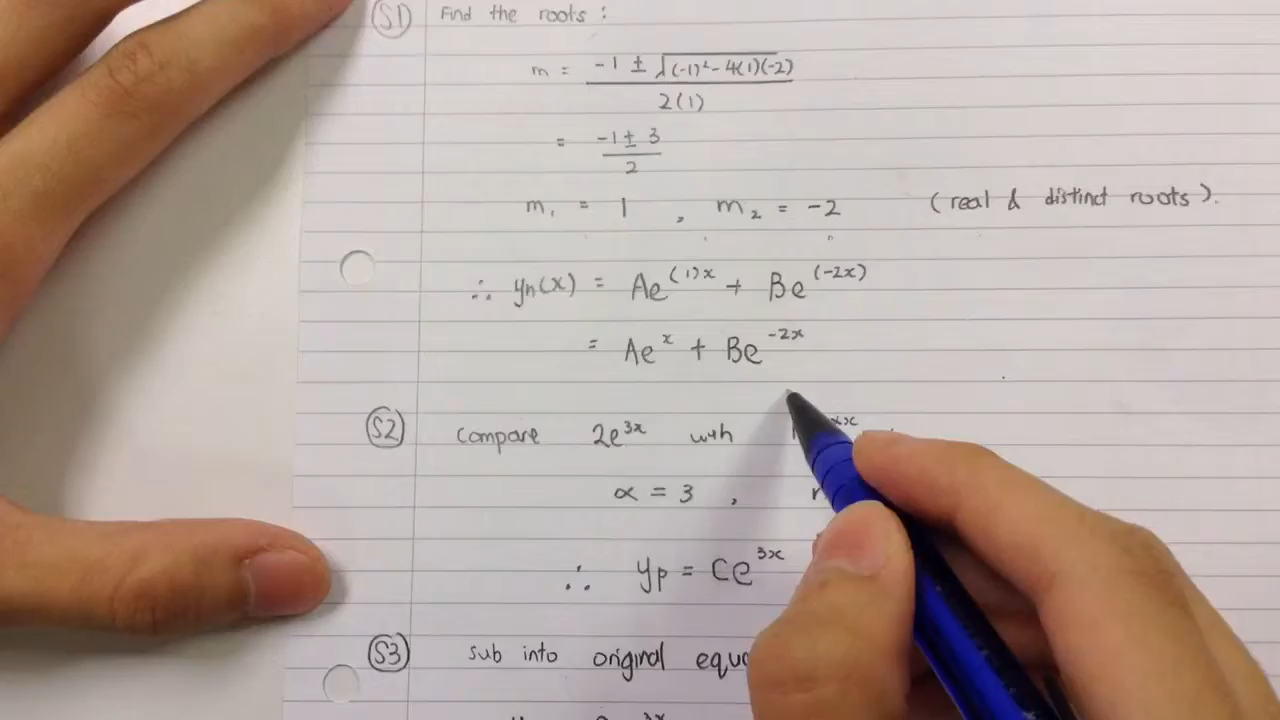 (S1) Find the roots :
m = -1 ± √(-1)² - 4(1)(-2) / 2(1)
= -1 ± 3 / 2
m₁ = 1 , m₂ = -2 (real & distinct roots).
∴ yₕ(x) = Ae^(1)x + Be^(-2x)
= Ae^x + Be^-2x
(S2) Compare 2e^3x with
α = 3 ,
∴ yp = Ce^3x
(S3) sub into original